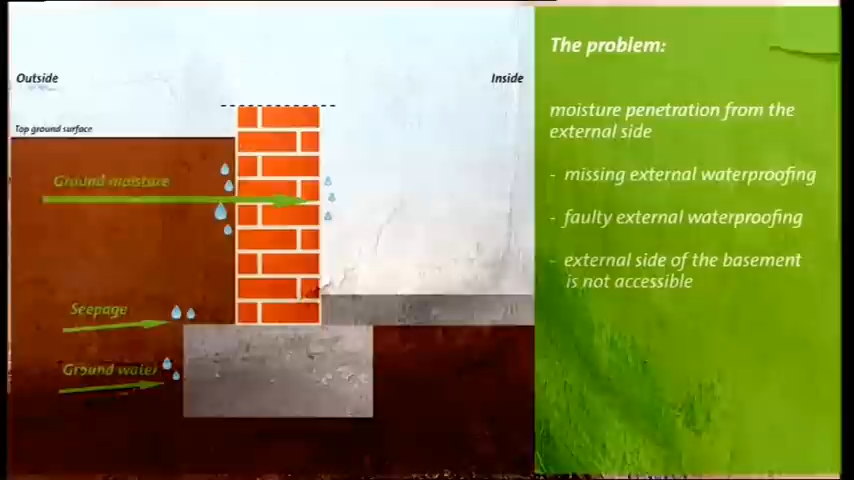 Outside
Inside
Top ground surface
Ground moisture
Seepage
Ground water
The problem:
moisture penetration from the
external side
- missing external waterproofing
- faulty external waterproofing
- external side of the basement
is not accessible